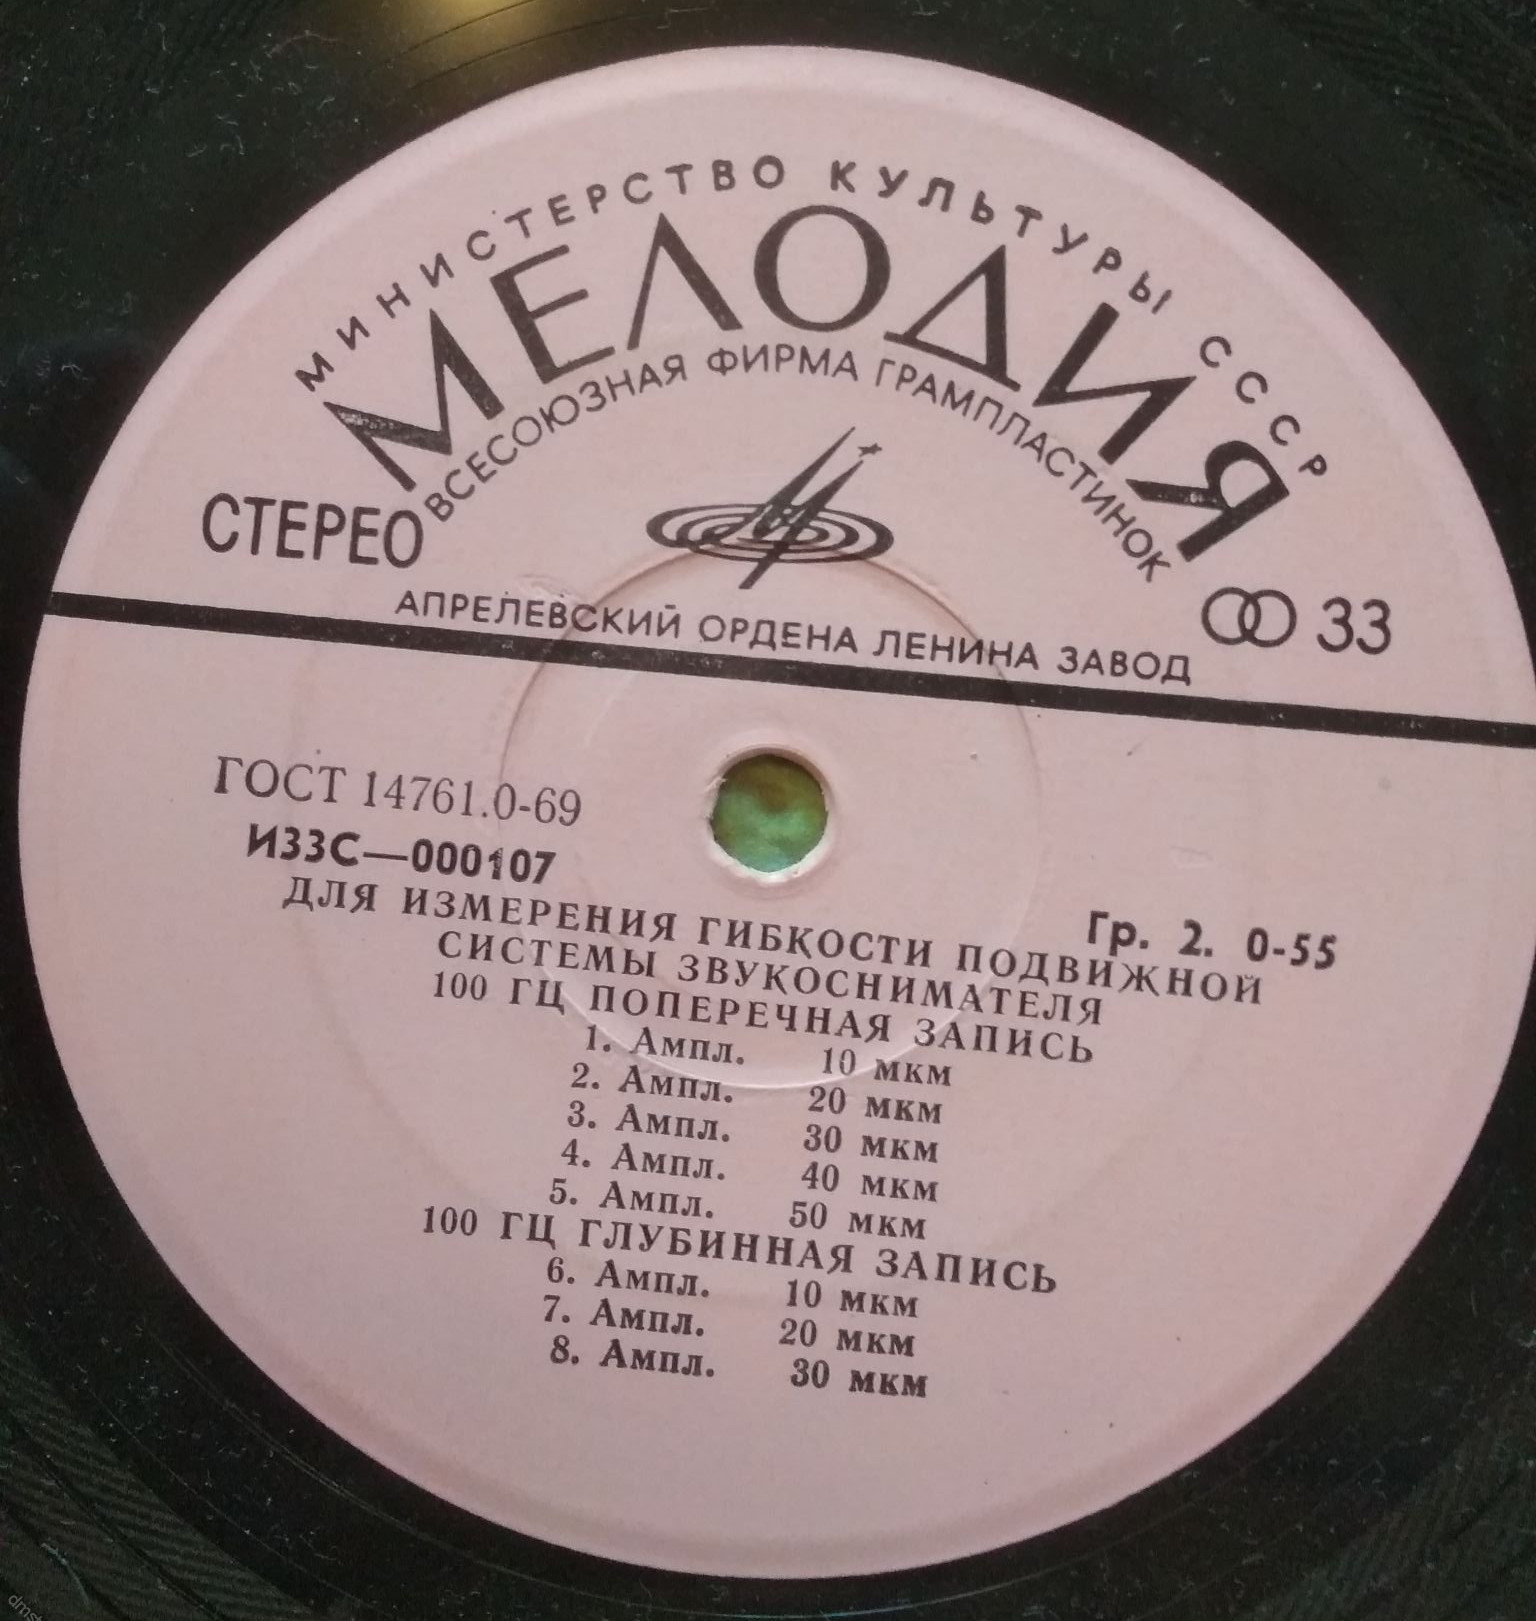 МИНИСТЕРСТВО КУЛЬТУРЫ СССР
МЕЛОДИЯ
ВСЕСОЮЗНАЯ ФИРМА ГРАМПЛАСТИНОК
СТЕРЕО
33
АПРЕЛЕВСКИЙ ОРДЕНА ЛЕНИНА ЗАВОД
ГОСТ 14761.0-69
ИЗЗС—000107
Гр. 2. 0-55
ДЛЯ ИЗМЕРЕНИЯ ГИБКОСТИ ПОДВИЖНОЙ
СИСТЕМЫ ЗВУКОСНИМАТЕЛЯ
100 ГЦ ПОПЕРЕЧНАЯ ЗАПИСЬ
1. Ампл. 10 мкм
2. Ампл. 20 мкм
3. Ампл. 30 мкм
4. Ампл. 40 мкм
5. Ампл. 50 мкм
100 ГЦ ГЛУБИННАЯ ЗАПИСЬ
6. Ампл. 10 мкм
7. Ампл. 20 мкм
8. Ампл. 30 мкм